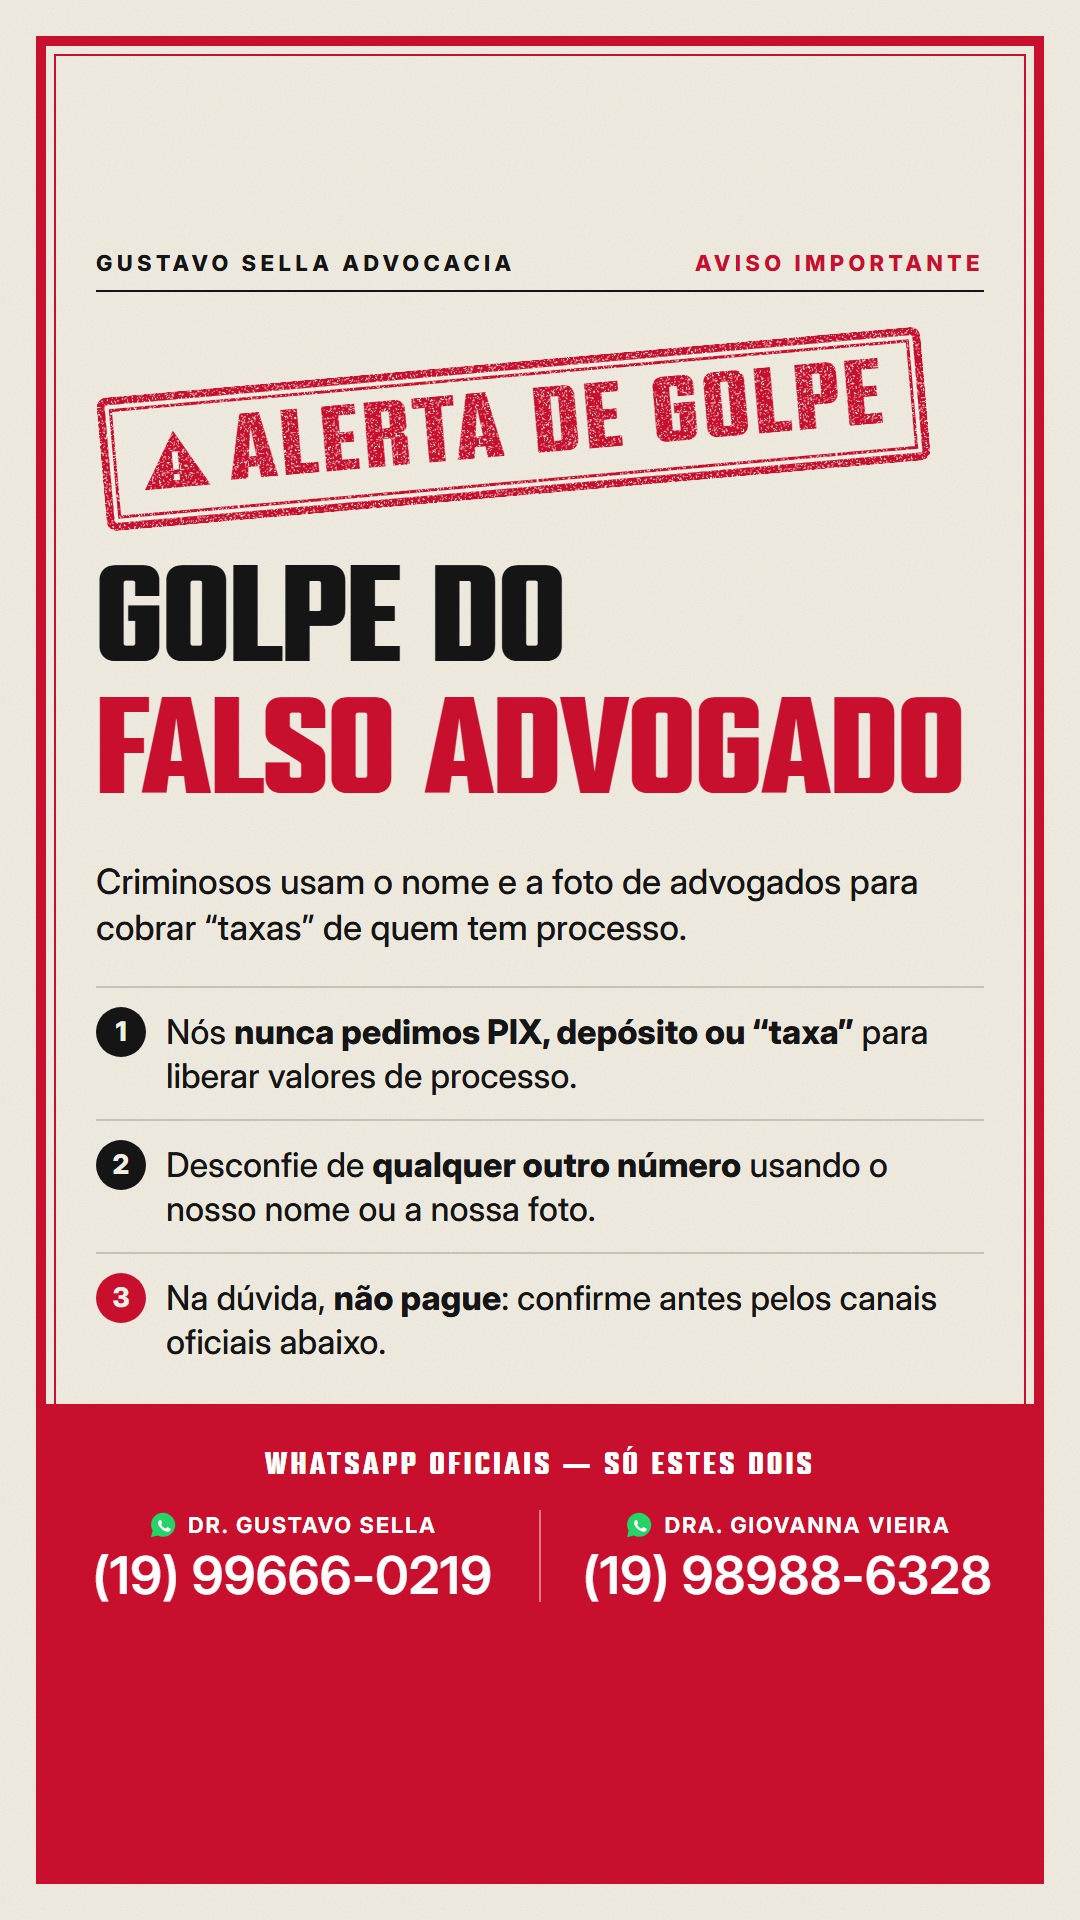 GUSTAVO SELLA ADVOCACIA
AVISO IMPORTANTE
ALERTA DE GOLPE
GOLPE DO
FALSO ADVOGADO
Criminosos usam o nome e a foto de advogados para
cobrar “taxas” de quem tem processo.
1 Nós nunca pedimos PIX, depósito ou “taxa” para
liberar valores de processo.
2 Desconfie de qualquer outro número usando o
nosso nome ou a nossa foto.
3 Na dúvida, não pague: confirme antes pelos canais
oficiais abaixo.
WHATSAPP OFICIAIS — SÓ ESTES DOIS
DR. GUSTAVO SELLA
(19) 99666-0219
DRA. GIOVANNA VIEIRA
(19) 98988-6328